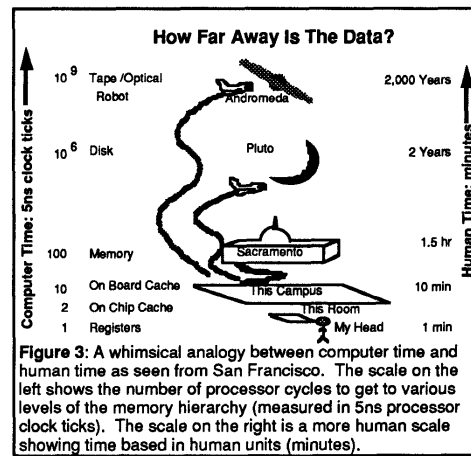 How Far Away Is The Data?
Computer Time: 5ns clock ticks
10 9 Tape /Optical Robot Andromeda 2,000 Years
10 6 Disk Pluto 2 Years
100 Memory Sacramento 1.5 hr
10 On Board Cache This Campus 10 min
2 On Chip Cache This Room
1 Registers My Head 1 min
Human Time: minutes
Figure 3: A whimsical analogy between computer time and
human time as seen from San Francisco. The scale on the
left shows the number of processor cycles to get to various
levels of the memory hierarchy (measured in 5ns processor
clock ticks). The scale on the right is a more human scale
showing time based in human units (minutes).